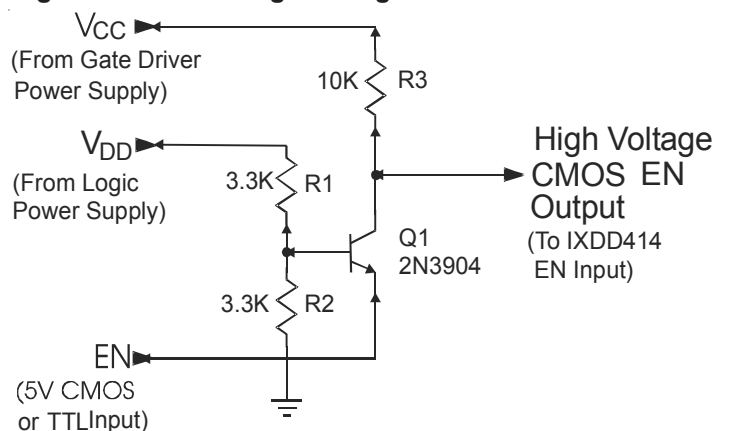 VCC
(From Gate Driver
Power Supply)
10K R3
VDD
(From Logic
Power Supply)
3.3K R1
High Voltage
CMOS EN
Output
(To IXDD414
EN Input)
Q1
2N3904
3.3K R2
EN
(5V CMOS
or TTLInput)